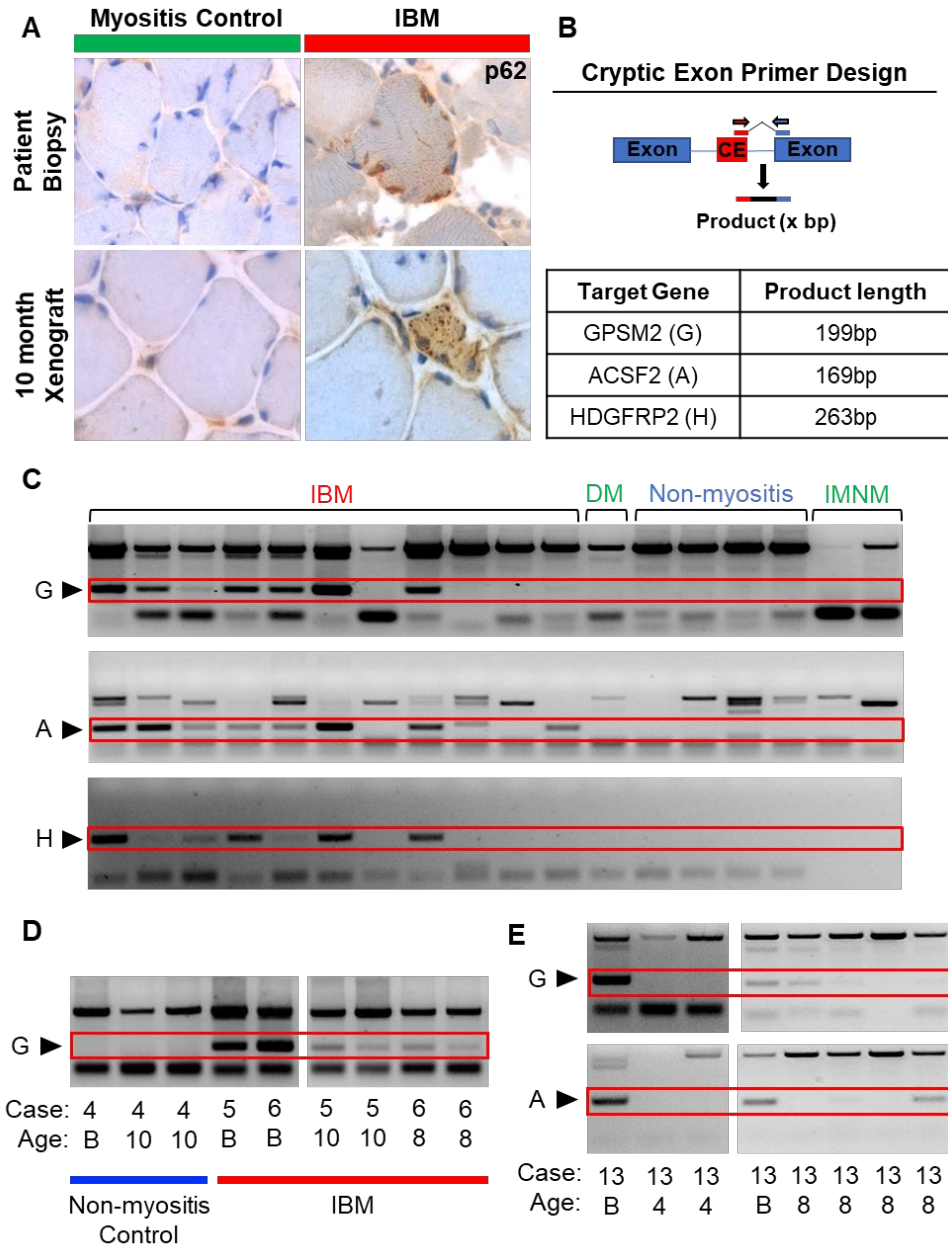 A
Myositis Control
IBM
p62
Patient
Biopsy
10 month
Xenograft
B
Cryptic Exon Primer Design
Exon
CE
Exon
Product (x bp)
Target Gene Product length
GPSM2 (G) 199bp
ACSF2 (A) 169bp
HDGFRP2 (H) 263bp
C
IBM DM Non-myositis IMNM
G
A
H
D
G
Case: 4 4 4 5 6 5 5 6 6
Age: B 10 10 B B 10 10 8 8
Non-myositis
Control
IBM
E
G
A
Case: 13 13 13 13 13 13 13 13
Age: B 4 4 B 8 8 8 8